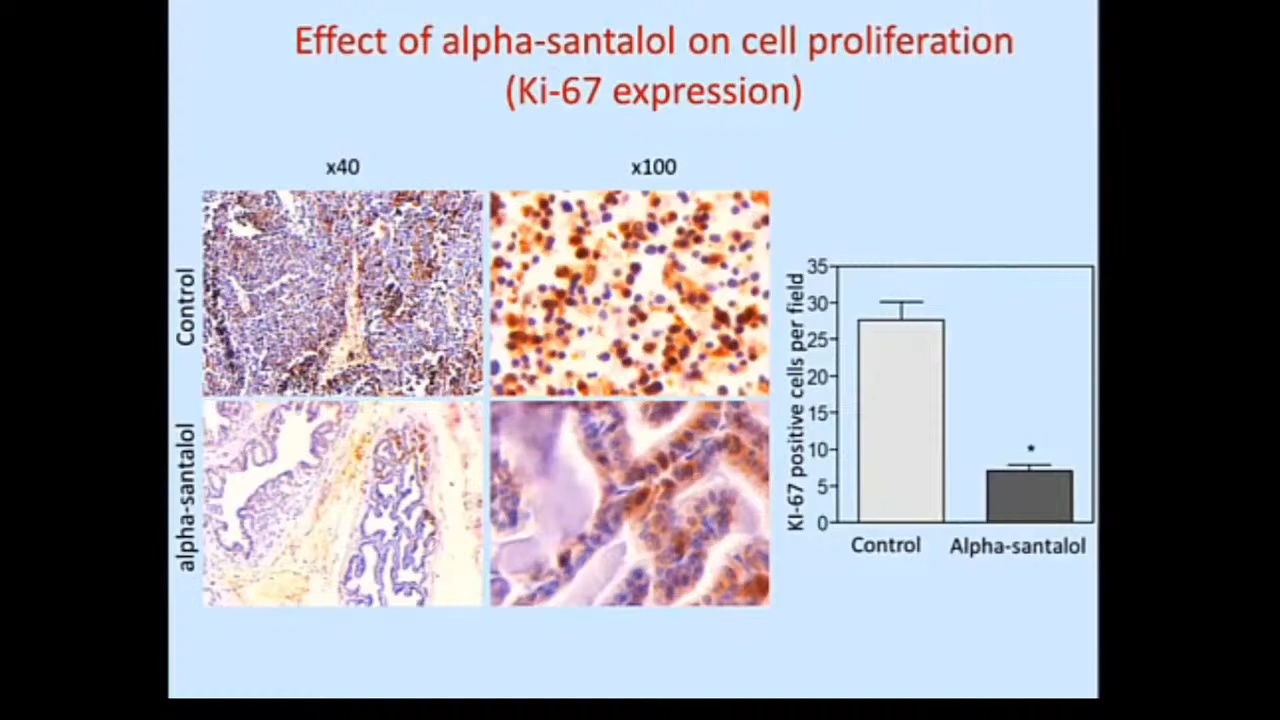 Effect of alpha-santalol on cell proliferation
(Ki-67 expression)
x40
x100
Control
alpha-santalol
KI-67 positive cells per field
35
30
25
20
15
10
5
0
*
Control
Alpha-santalol